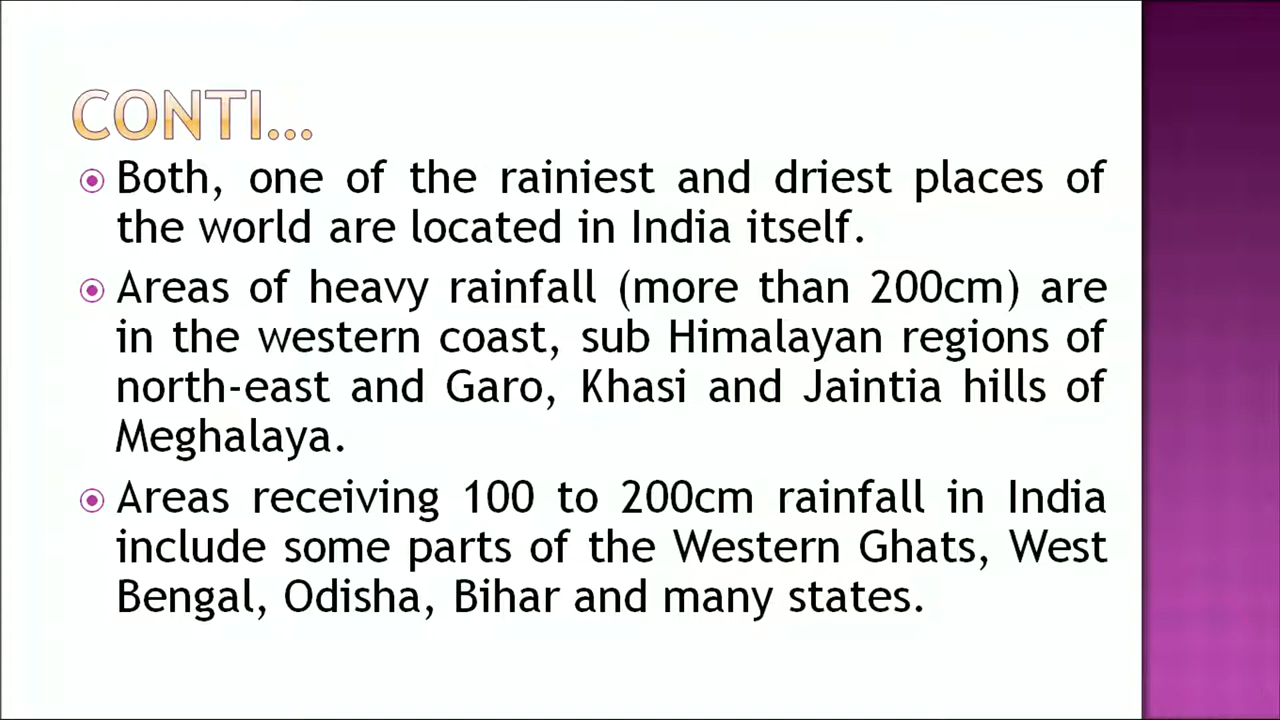 CONTI...
Both, one of the rainiest and driest places of
the world are located in India itself.
Areas of heavy rainfall (more than 200cm) are
in the western coast, sub Himalayan regions of
north-east and Garo, Khasi and Jaintia hills of
Meghalaya.
Areas receiving 100 to 200cm rainfall in India
include some parts of the Western Ghats, West
Bengal, Odisha, Bihar and many states.